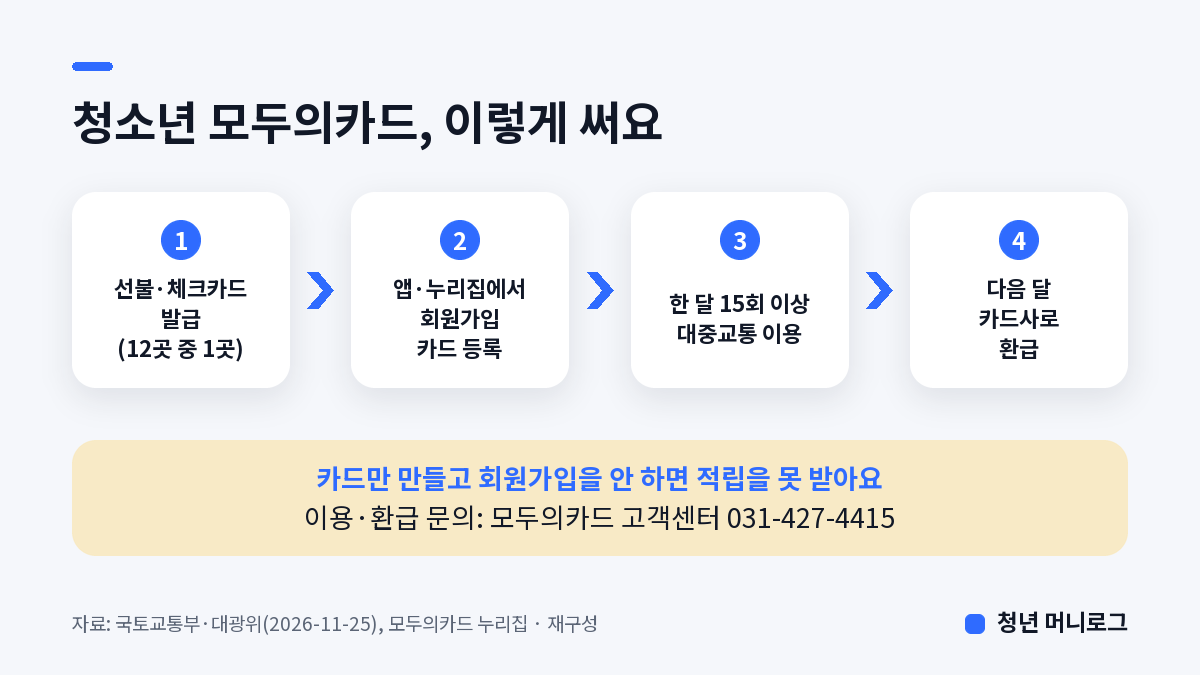 청소년 모두의카드, 이렇게 써요
1
선불·체크카드
발급
(12곳 중 1곳)
2
앱·누리집에서
회원가입
카드 등록
3
한 달 15회 이상
대중교통 이용
4
다음 달
카드사로
환급
카드만 만들고 회원가입을 안 하면 적립을 못 받아요
이용·환급 문의: 모두의카드 고객센터 031-427-4415
자료: 국토교통부·대광위(2026-11-25), 모두의카드 누리집 · 재구성
청년 머니로그